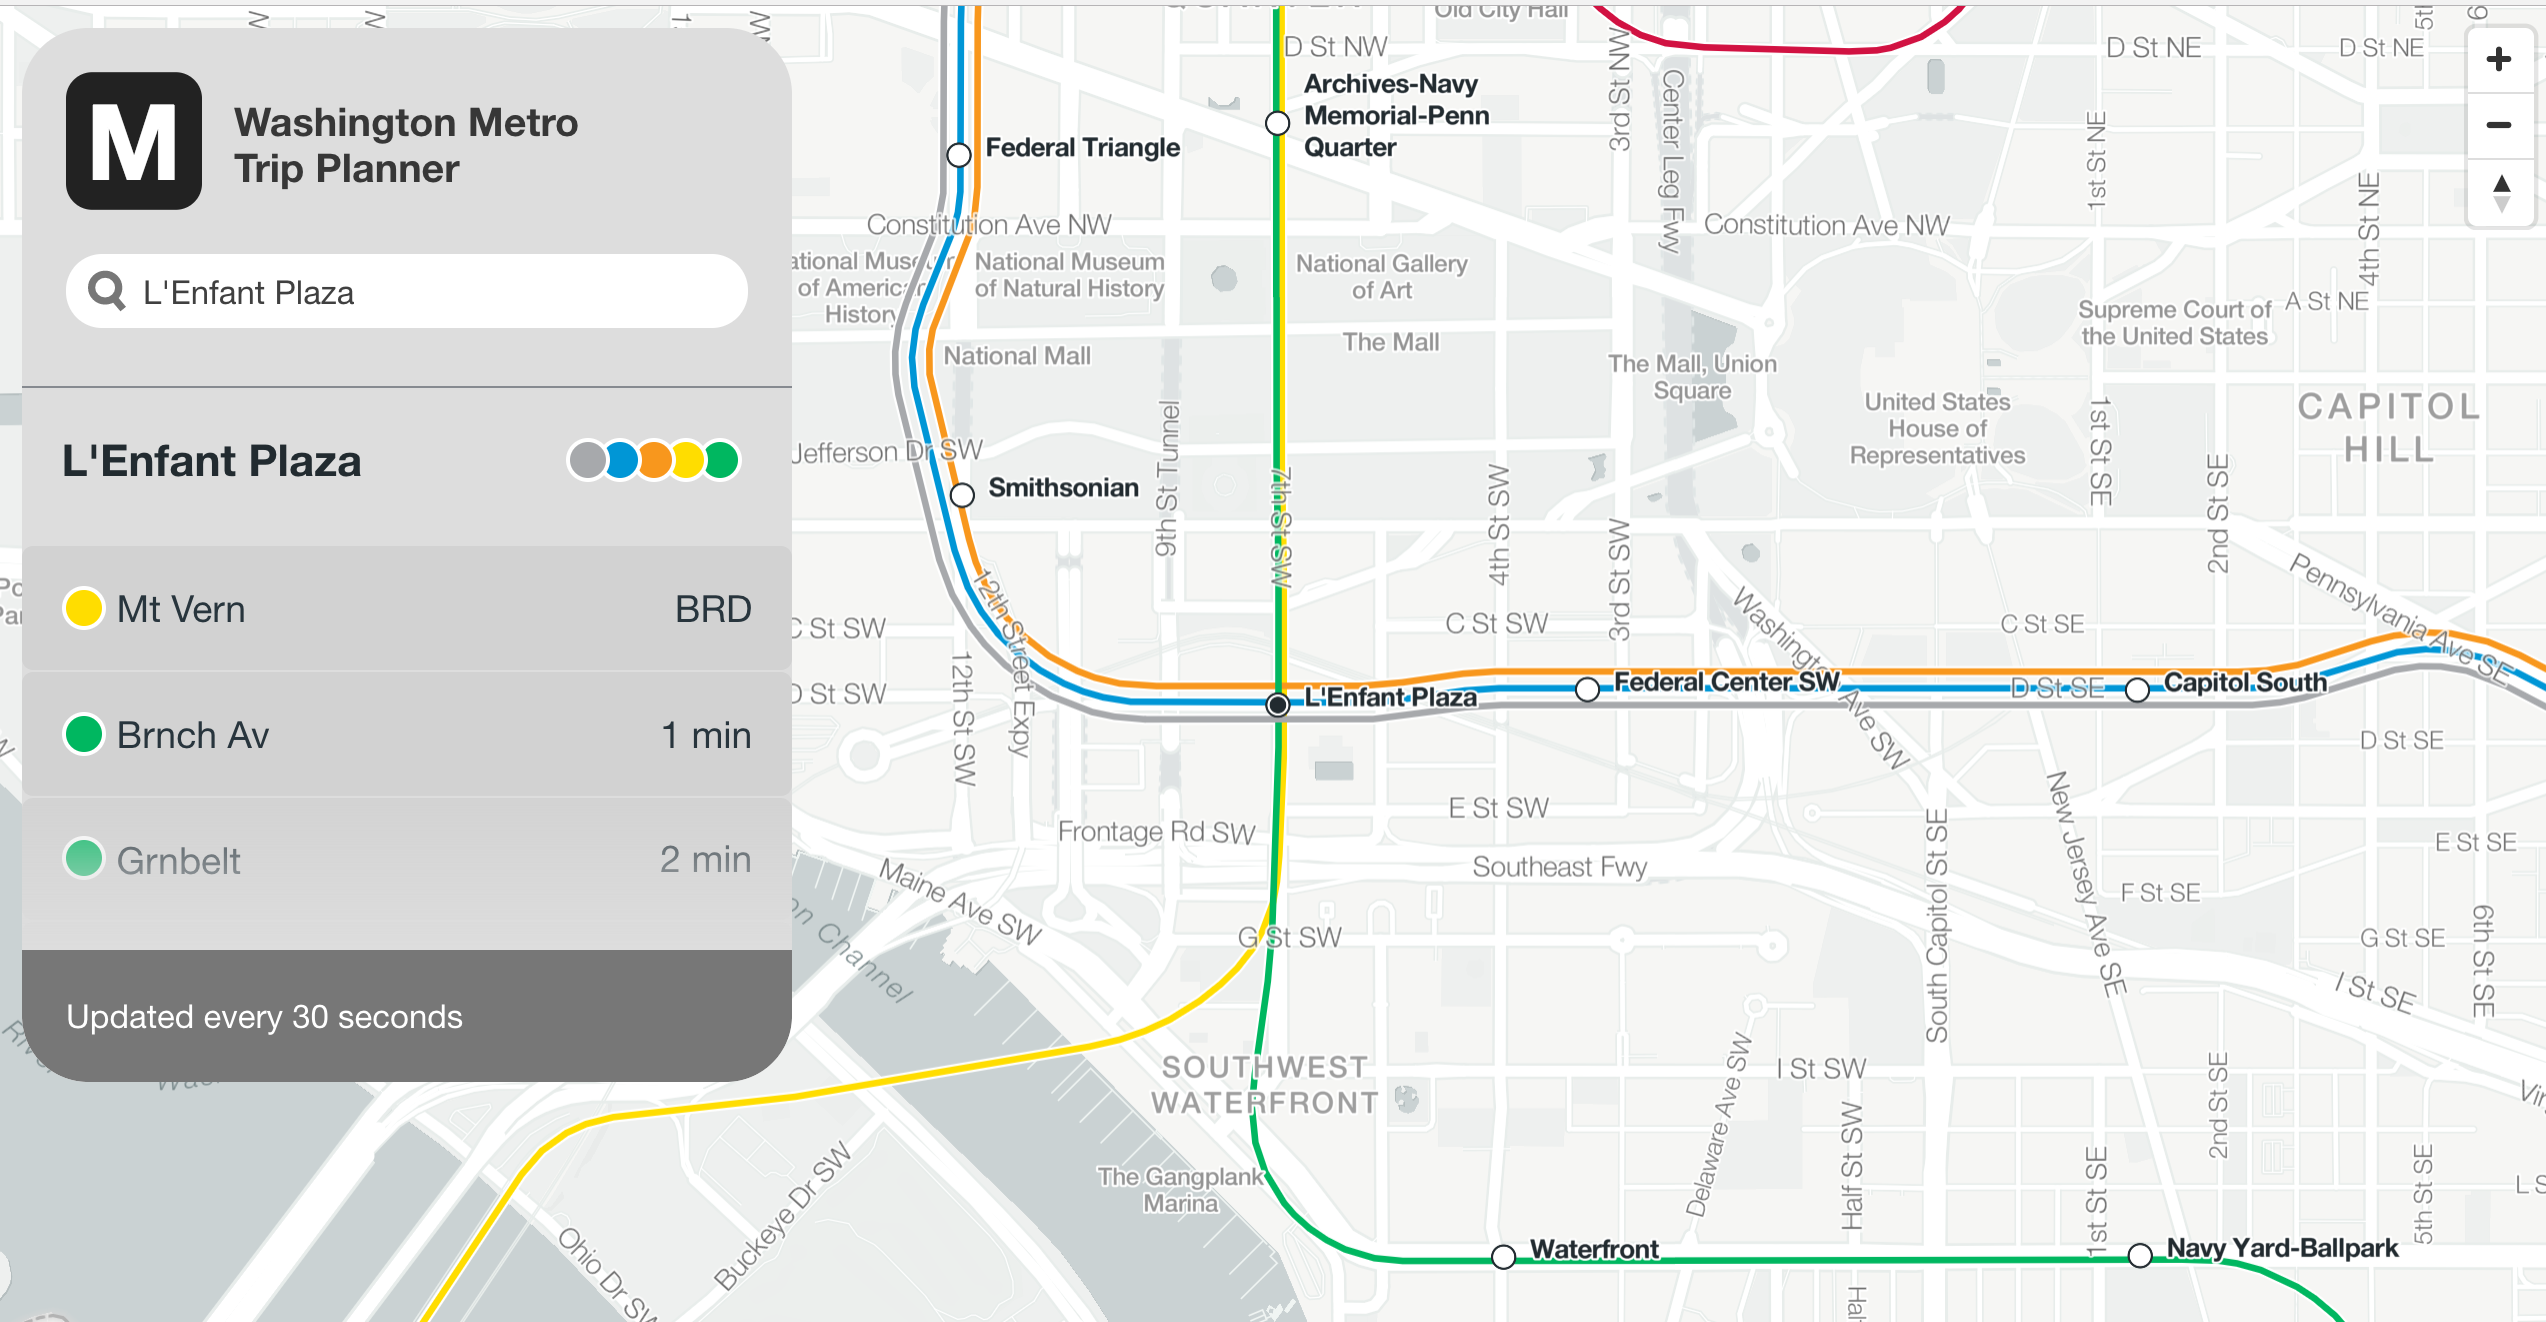 M
Washington Metro
Trip Planner
L'Enfant Plaza
L'Enfant Plaza
Mt Vern BRD
Brnch Av 1 min
Grnbelt 2 min
Updated every 30 seconds
Old City Hall
D St NW
D St NE
D St NE
Archives-Navy
Memorial-Penn
Quarter
Federal Triangle
3rd St NW
Center Leg Fwy
1st St NE
4th St NE
Constitution Ave NW
Constitution Ave NW
of American
History
National Museum
of Natural History
National Gallery
of Art
The Mall
National Mall
The Mall, Union
Square
Supreme Court of
the United States
A St NE
United States
House of
Representatives
CAPITOL
HILL
Jefferson Dr SW
Smithsonian
9th St Tunnel
7th St SW
4th St SW
3rd St SW
1st St SE
2nd St SE
Pennsylvania Ave SE
12th Street Expy
12th St SW
C St SW
C St SW
C St SE
Washington Ave SW
D St SW
L'Enfant Plaza
Federal Center SW
D St SE
Capitol South
D St SE
E St SW
Frontage Rd SW
Southeast Fwy
South Capitol St SE
New Jersey Ave SE
E St SE
F St SE
Maine Ave SW
Channel
G St SW
G St SE
6th St SE
I St SE
SOUTHWEST
WATERFRONT
I St SW
Delaware Ave SW
Half St SW
2nd St SE
1st St SE
5th St SE
The Gangplank
Marina
Buckeye Dr SW
Ohio Dr SW
Waterfront
Navy Yard-Ballpark